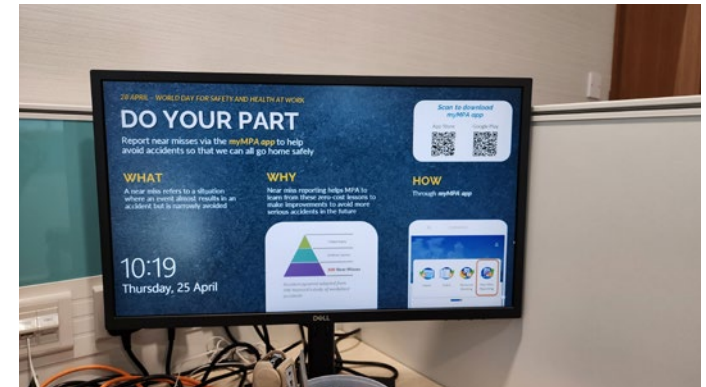 28 APRIL - WORLD DAY FOR SAFETY AND HEALTH AT WORK
DO YOUR PART
Report near misses via the myMPA app to help
avoid accidents so that we can all go home safely
Scan to download
myMPA app
App Store
Google Play
WHAT
A near miss refers to a situation
where an event almost results in an
accident but is narrowly avoided
WHY
Near miss reporting helps MPA to
learn from these zero-cost lessons to
make improvements to avoid more
serious accidents in the future
HOW
Through myMPA app
Near Misses
10:19
Thursday, 25 April
DELL